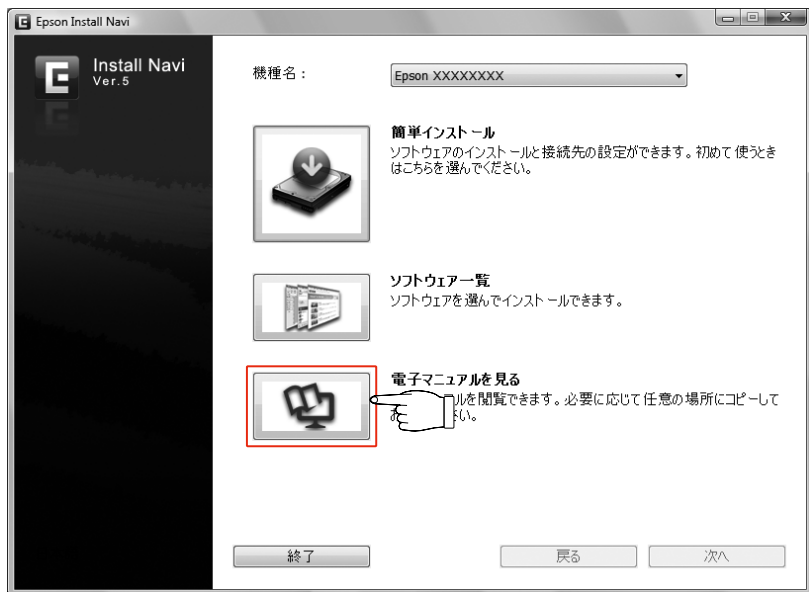 Epson Install Navi
Install Navi
Ver.5
機種名：
Epson XXXXXXXX
簡単インストール
ソフトウェアのインストールと接続先の設定ができます。初めて使うとき
はこちらを選んでください。
ソフトウェア一覧
ソフトウェアを選んでインストールできます。
電子マニュアルを見る
ルを閲覧できます。必要に応じて任意の場所にコピーして
い。
終了
戻る
次へ